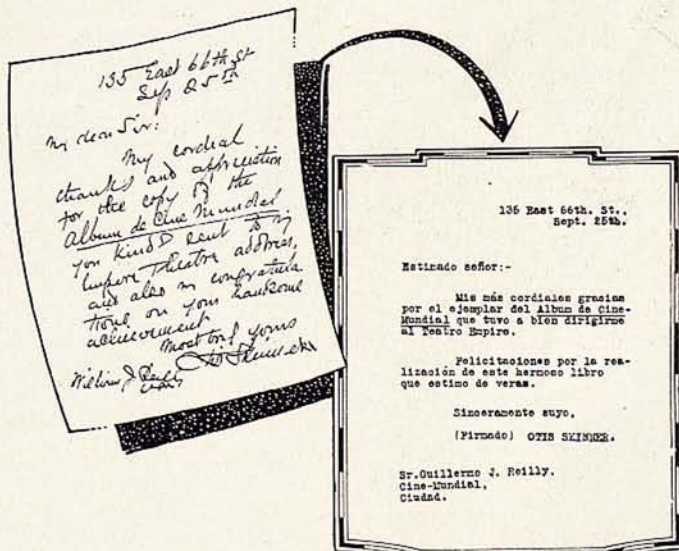 135 East 66th St
Sep 25th
My dear Sir:
My cordial
thanks and appreciation
for the copy of the
Album de Cine Mundial
you kindly sent to my
Empire Theatre address,
and also my congratula
tions on your handsome
achievement
Most truly yours
Otis Skinner
William J Reilly
135 East 66th. St.,
Sept. 25th.
Estimado señor:-
Mis más cordiales gracias
por el ejemplar del Album de Cine-
Mundial que tuvo a bien dirigirme
al Teatro Empire.
Felicitaciones por la rea-
lización de este hermoso libro
que estimo de veras.
Sinceramente suyo,
(Firmado) OTIS SKINNER.
Sr.Guillermo J. Reilly.
Cine-Mundial,
Ciudad.